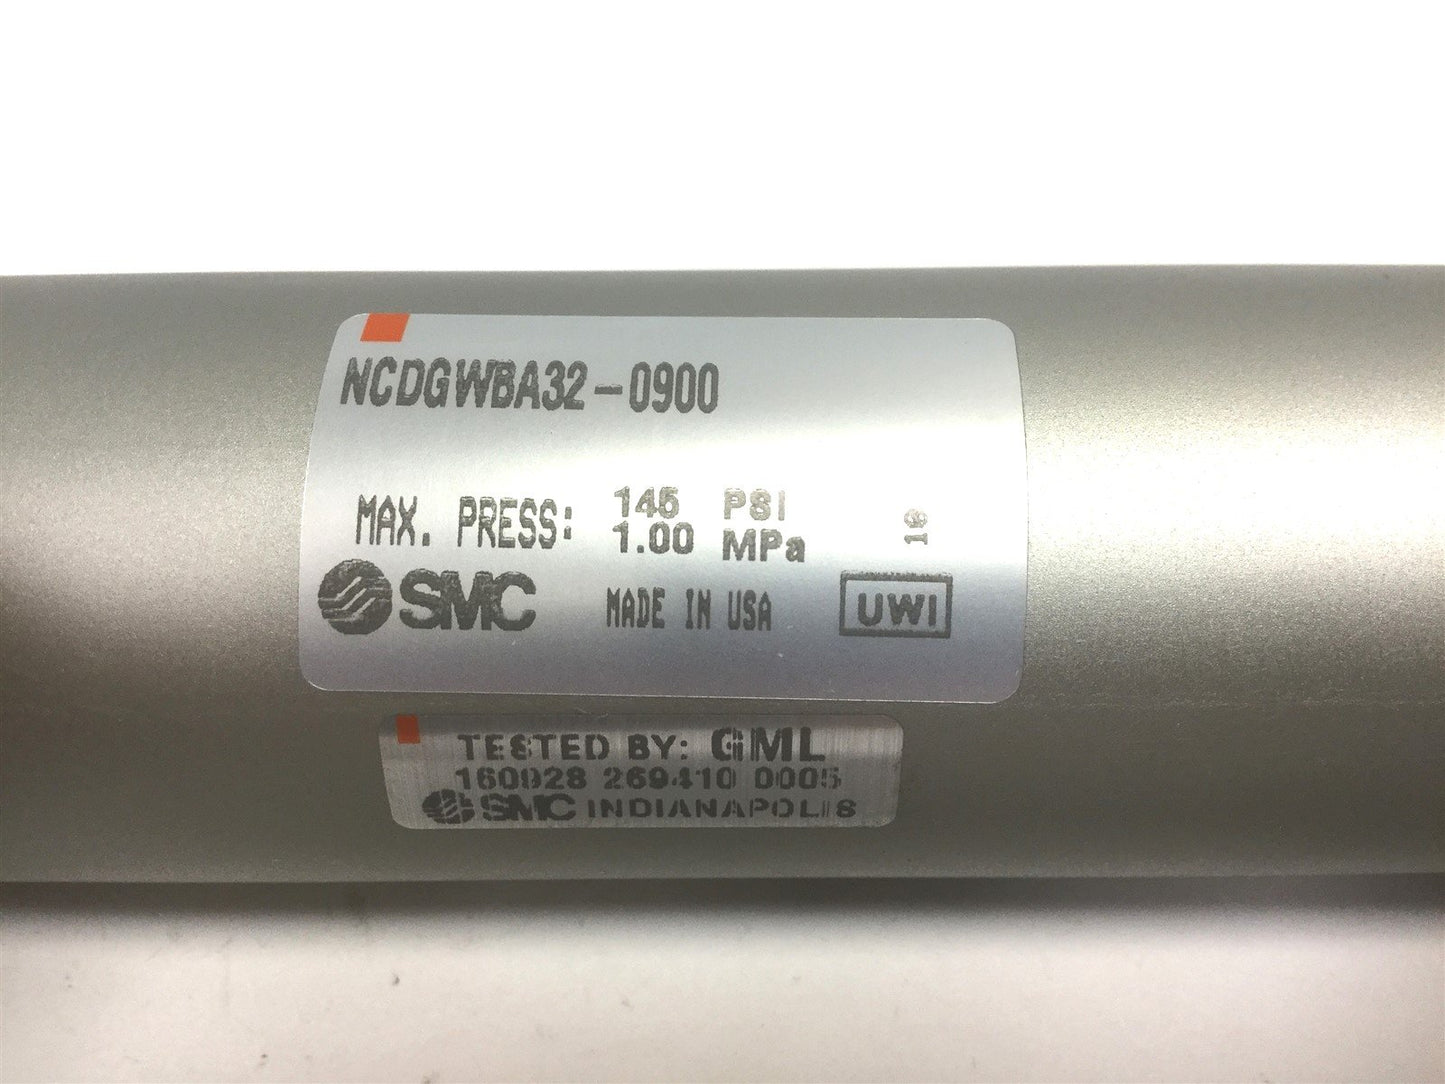 NCDGWBA32-0900
MAX. PRESS: 145 PSI
1.00 MPa
SMC MADE IN USA UWI
TESTED BY: GML
160928 269410 0005
SMC INDIANAPOLIS